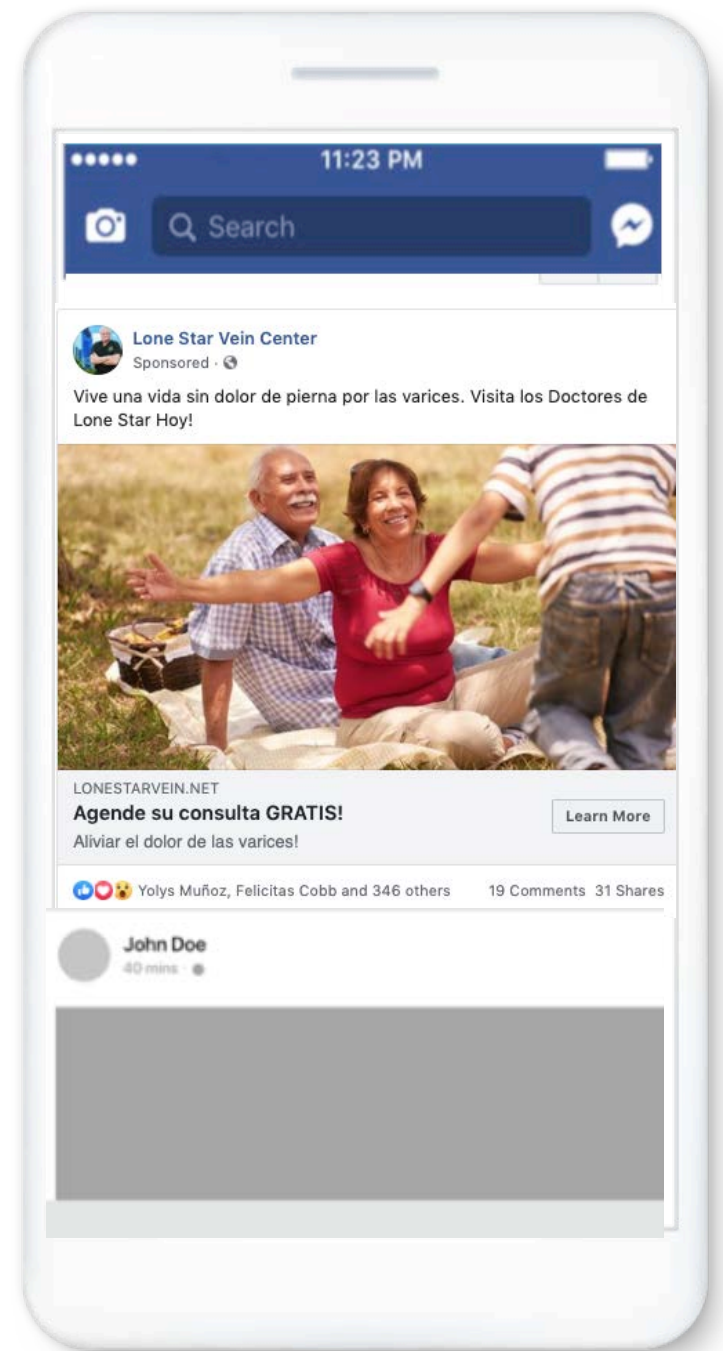 11:23 PM
Search
Lone Star Vein Center
Sponsored ·
Vive una vida sin dolor de pierna por las varices. Visita los Doctores de
Lone Star Hoy!
LONESTARVEIN.NET
Agende su consulta GRATIS!
Learn More
Aliviar el dolor de las varices!
Yolys Muñoz, Felicitas Cobb and 346 others 19 Comments 31 Shares
John Doe
40 mins ·